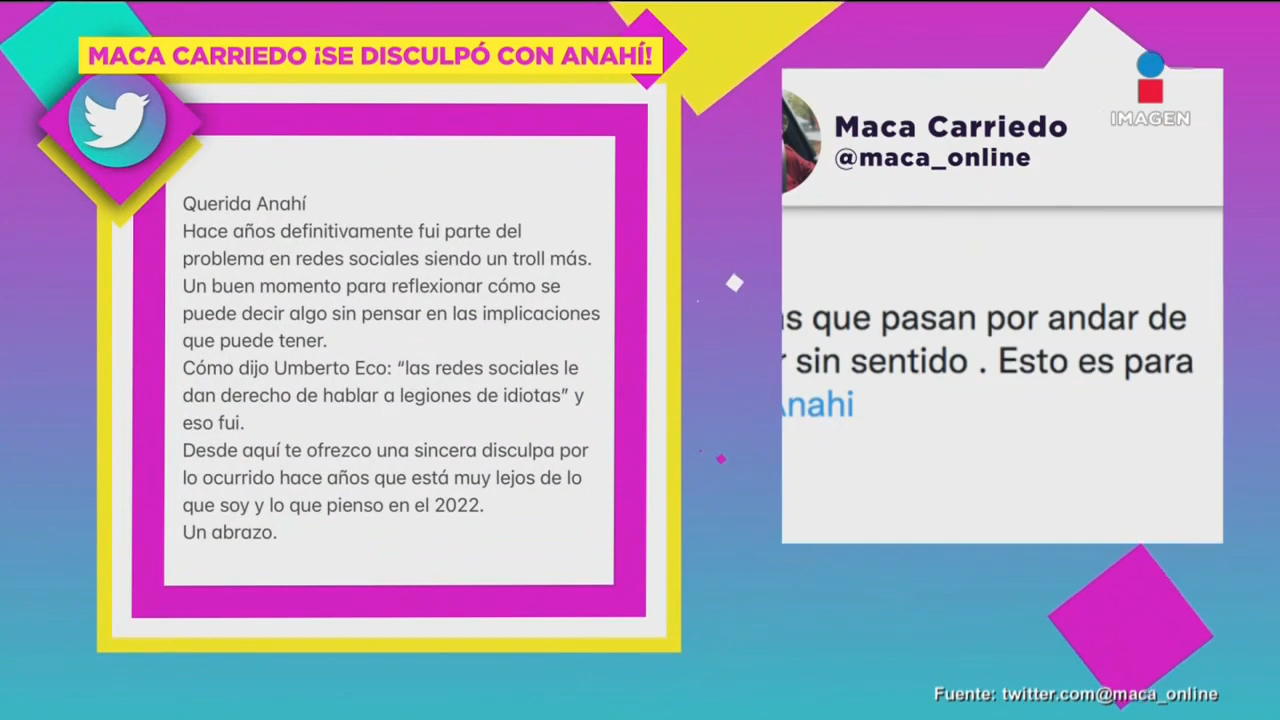 MACA CARRIEDO ¡SE DISCULPÓ CON ANAHÍ!
Querida Anahí
Hace años definitivamente fui parte del
problema en redes sociales siendo un troll más.
Un buen momento para reflexionar cómo se
puede decir algo sin pensar en las implicaciones
que puede tener.
Cómo dijo Umberto Eco: “las redes sociales le
dan derecho de hablar a legiones de idiotas” y
eso fui.
Desde aquí te ofrezco una sincera disculpa por
lo ocurrido hace años que está muy lejos de lo
que soy y lo que pienso en el 2022.
Un abrazo.
IMAGEN
Maca Carriedo
@maca_online
que pasan por andar de
sin sentido . Esto es para
Anahi
Fuente: twitter.com@maca_online